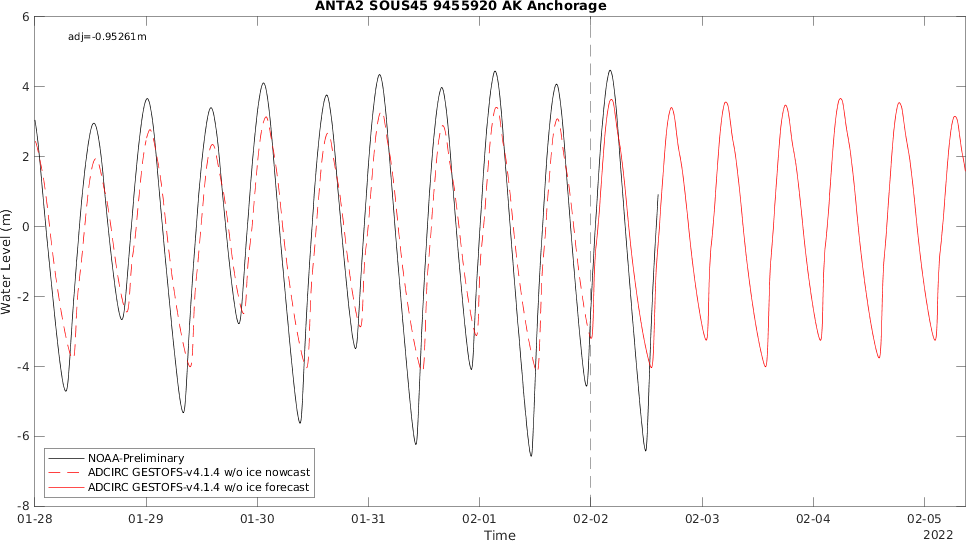 ANTA2 SOUS45 9455920 AK Anchorage
adj=-0.95261m
6
4
2
0
-2
-4
-6
-8
Water Level (m)
NOAA-Preliminary
ADCIRC GESTOFS-v4.1.4 w/o ice nowcast
ADCIRC GESTOFS-v4.1.4 w/o ice forecast
01-28 01-29 01-30 01-31 02-01 02-02 02-03 02-04 02-05
Time
2022